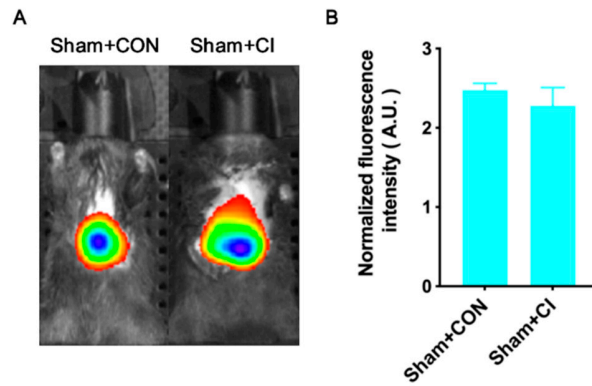 A
Sham+CON
Sham+CI
B
Normalized fluorescence
intensity ( A.U. )
3
2
1
0
Sham+CON
Sham+CI